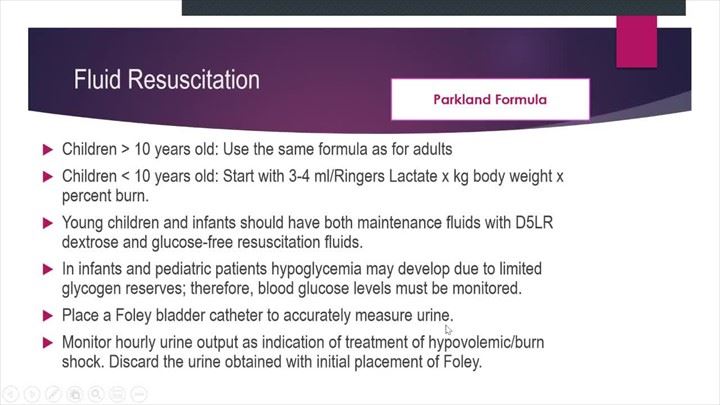 Fluid Resuscitation
Parkland Formula
Children > 10 years old: Use the same formula as for adults
Children < 10 years old: Start with 3-4 ml/Ringers Lactate x kg body weight x
percent burn.
Young children and infants should have both maintenance fluids with D5LR
dextrose and glucose-free resuscitation fluids.
In infants and pediatric patients hypoglycemia may develop due to limited
glycogen reserves; therefore, blood glucose levels must be monitored.
Place a Foley bladder catheter to accurately measure urine.
Monitor hourly urine output as indication of treatment of hypovolemic/burn
shock. Discard the urine obtained with initial placement of Foley.